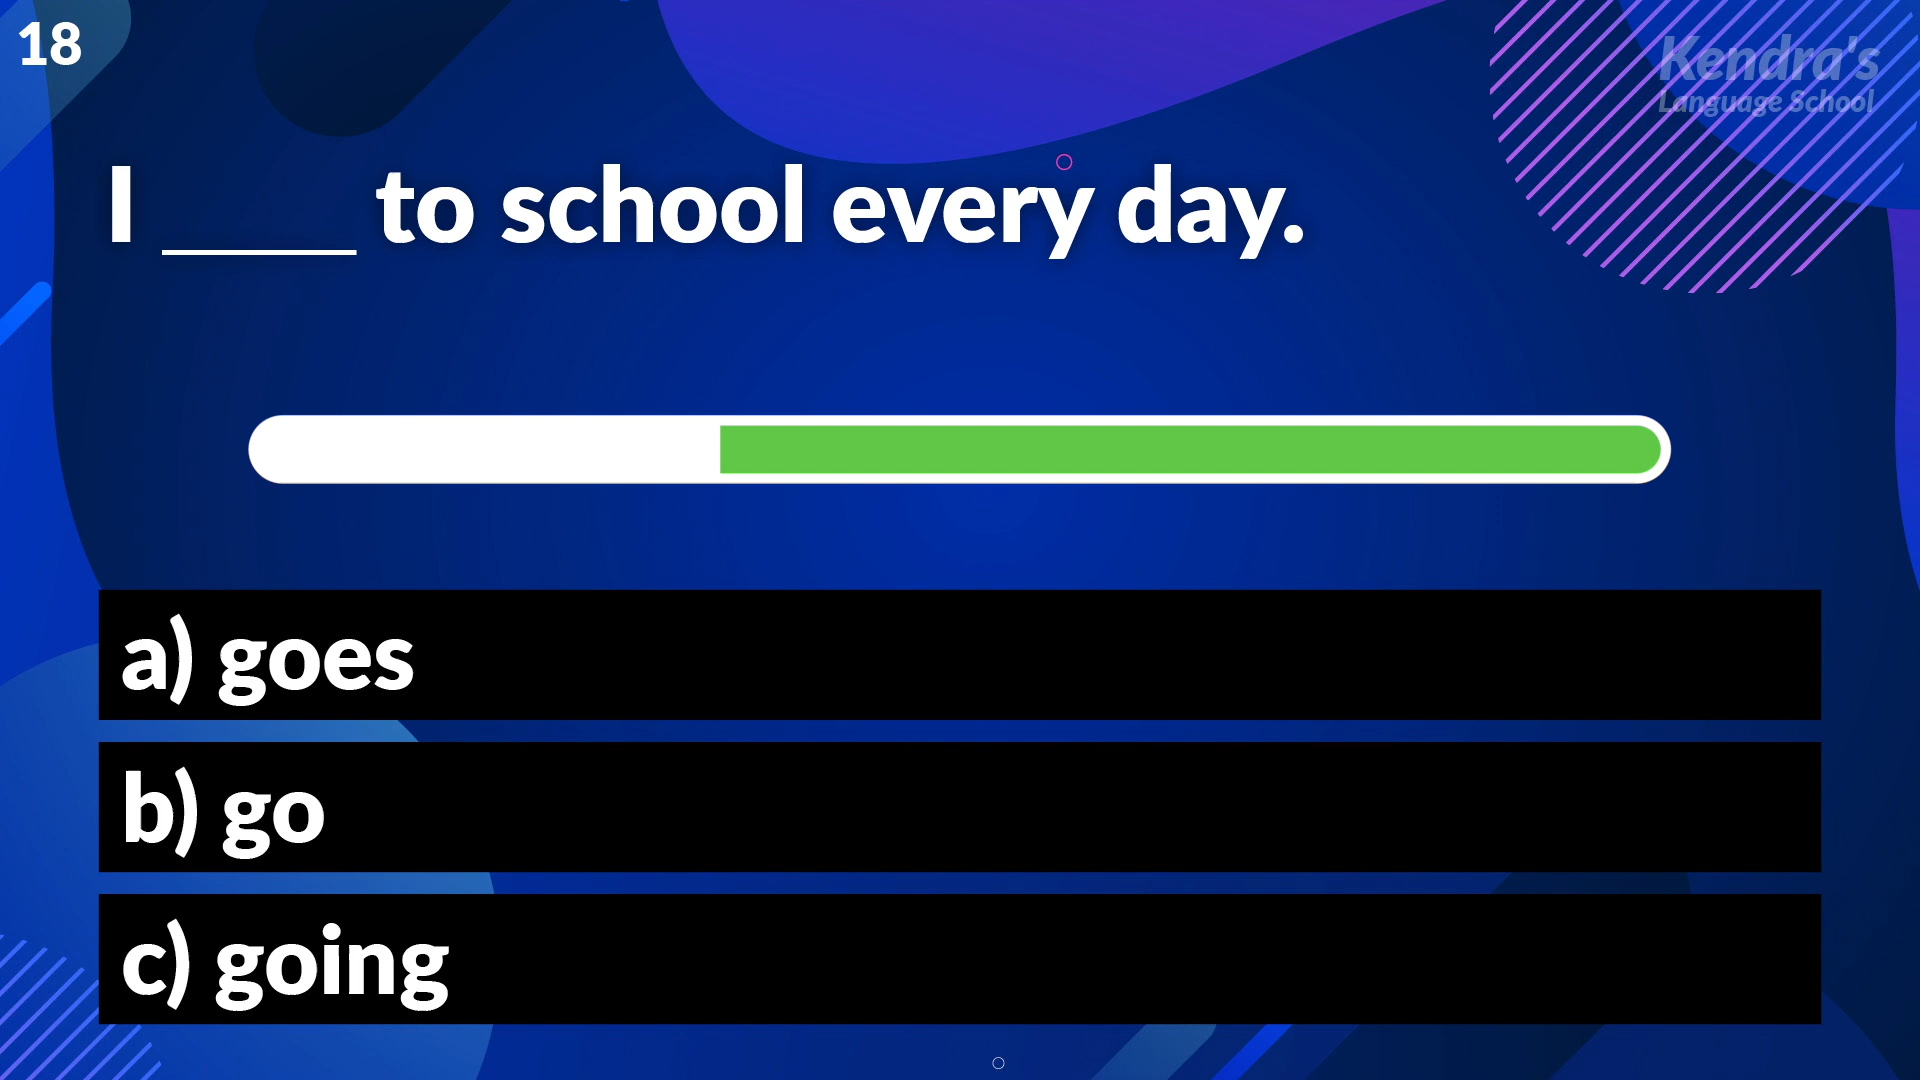 18
Kendra's
Language School
I ____ to school every day.
a) goes
b) go
c) going